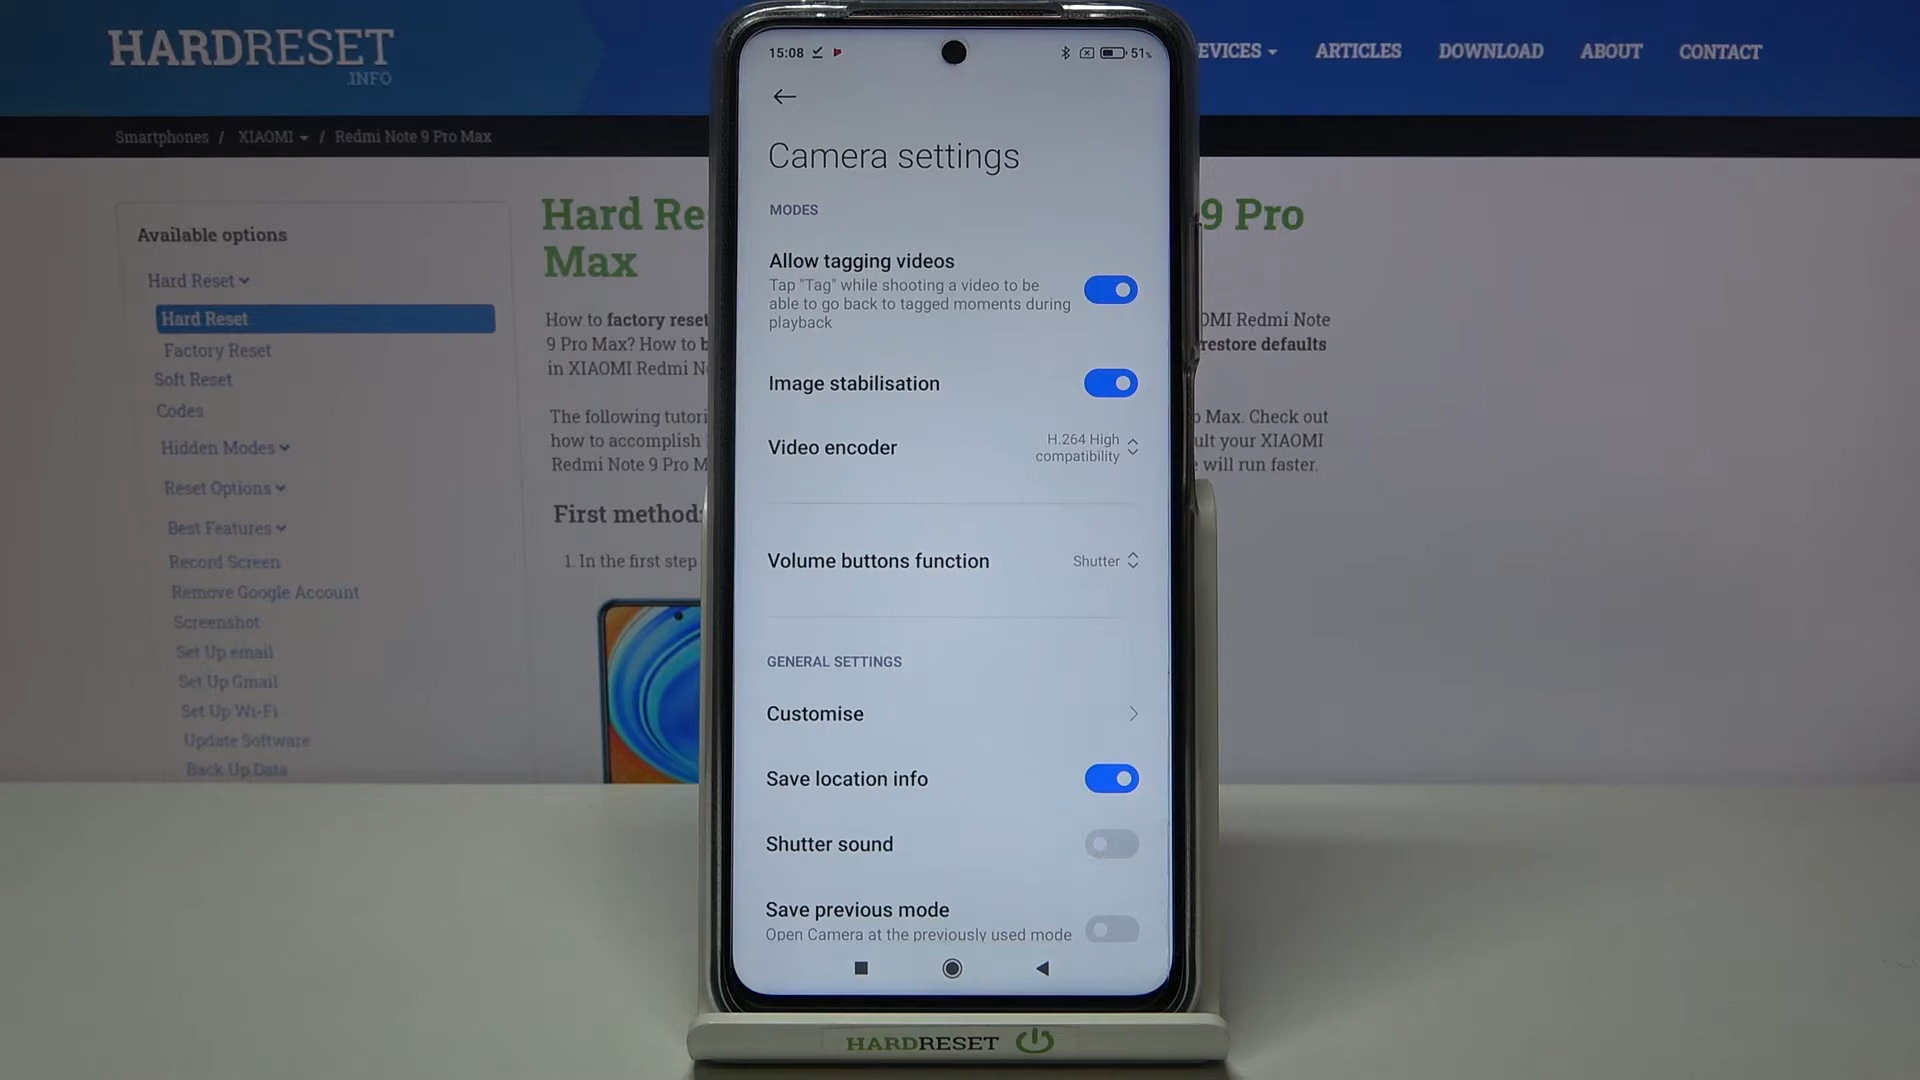 HARDRESET
.INFO
EVICES
ARTICLES
DOWNLOAD
ABOUT
CONTACT
Smartphones / XIAOMI / Redmi Note 9 Pro Max
Available options
Hard Reset
Hard Reset
Factory Reset
Soft Reset
Codes
Hidden Modes
Reset Options
Best Features
Record Screen
Remove Google Account
Screenshot
Set Up email
Set Up Gmail
Set Up Wi-Fi
Update Software
Back Up Data
Hard Re
9 Pro
Max
How to factory reset
OMI Redmi Note
9 Pro Max? How to b
restore defaults
in XIAOMI Redmi N
The following tutori
o Max. Check out
how to accomplish
ult your XIAOMI
Redmi Note 9 Pro M
e will run faster.
First method:
1. In the first step
15:08
51%
Camera settings
MODES
Allow tagging videos
Tap "Tag" while shooting a video to be
able to go back to tagged moments during
playback
Image stabilisation
Video encoder
H.264 High
compatibility
Volume buttons function
Shutter
GENERAL SETTINGS
Customise
Save location info
Shutter sound
Save previous mode
Open Camera at the previously used mode
HARDRESET